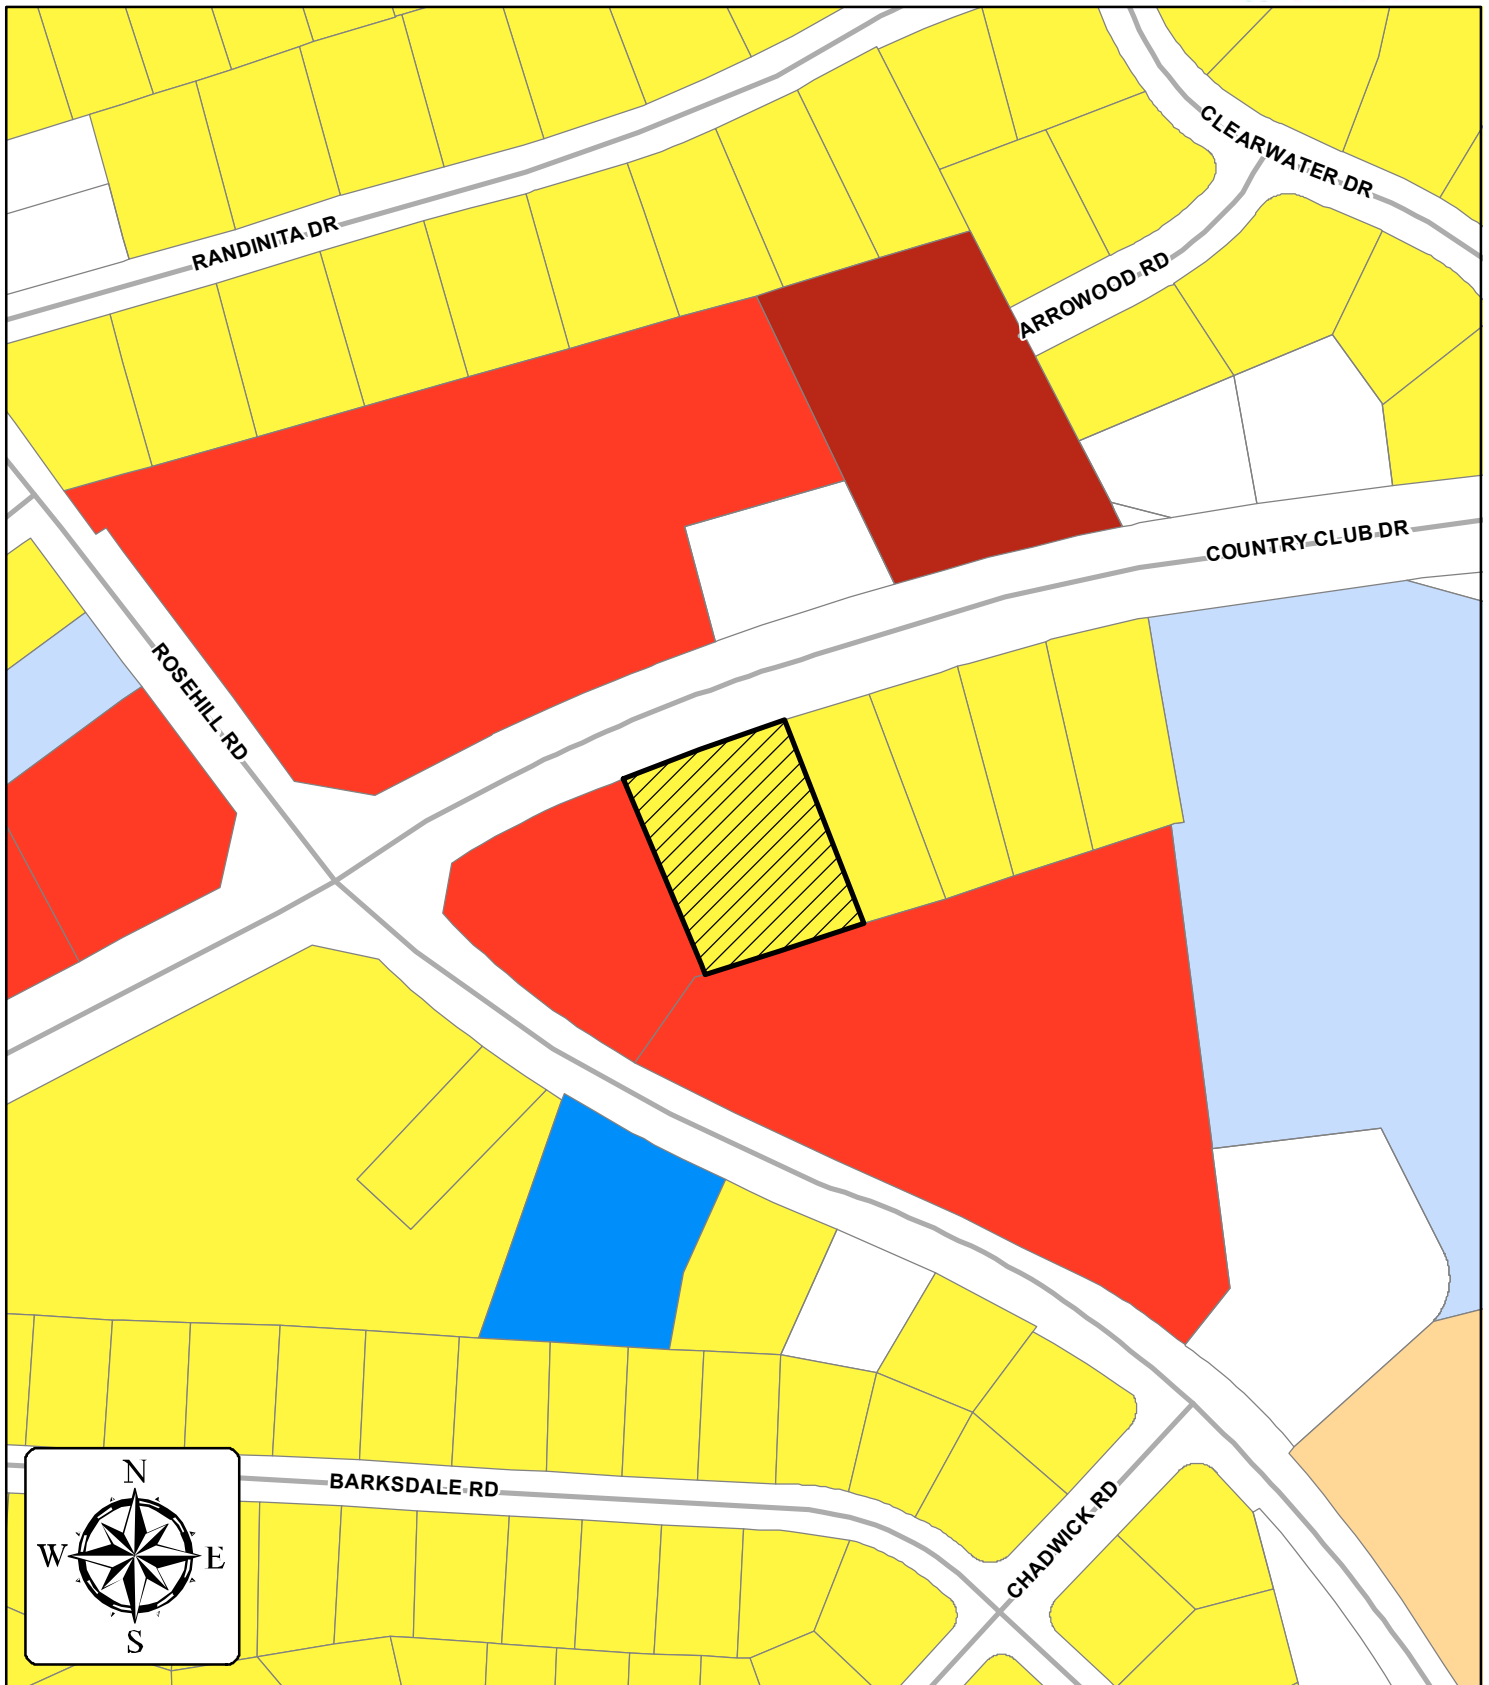 CLEARWATER DR
RANDINITA DR
ARROWOOD RD
COUNTRY CLUB DR
ROSEHILL RD
BARKSDALE RD
CHADWICK RD
N
W E
S